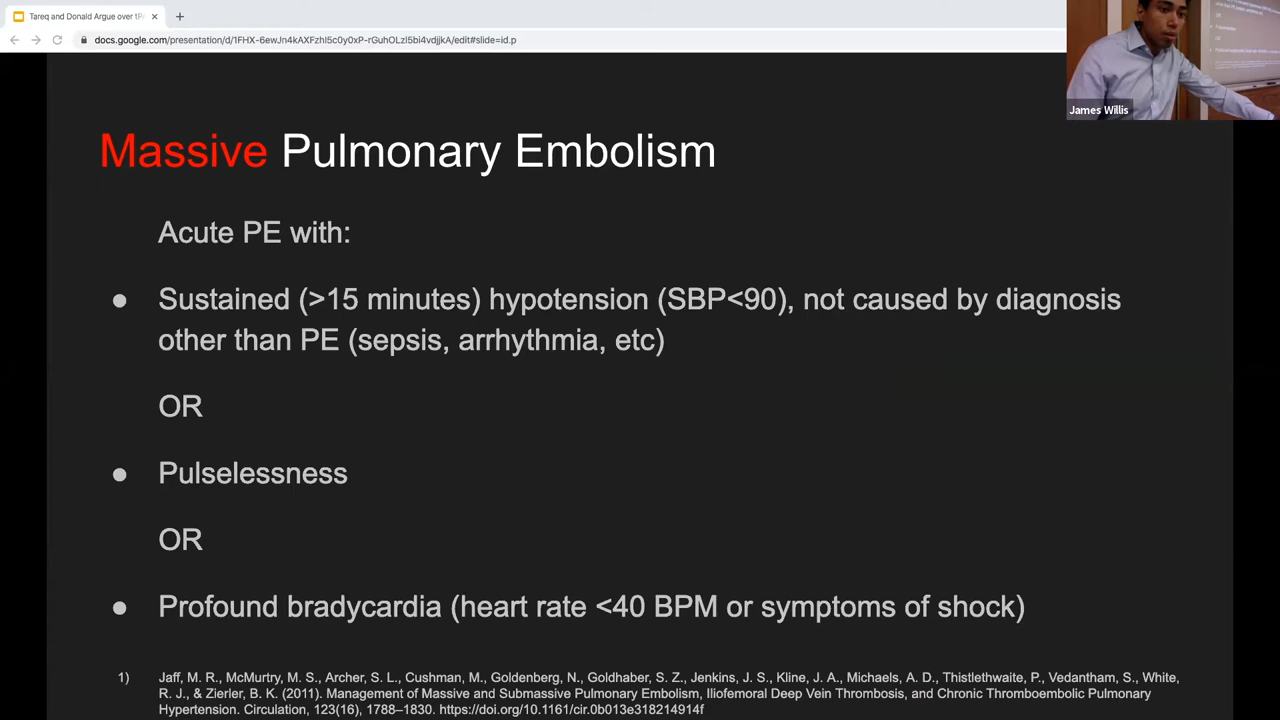 Tareq and Donald Argue over tP
docs.google.com/presentation/d/1FHX-6ewJn4kAXFzhI5c0y0xP-rGuhOLzI5bi4vdjjkA/edit#slide=id.p
James Willis
Massive Pulmonary Embolism
Acute PE with:
● Sustained (>15 minutes) hypotension (SBP<90), not caused by diagnosis
other than PE (sepsis, arrhythmia, etc)
OR
● Pulselessness
OR
● Profound bradycardia (heart rate <40 BPM or symptoms of shock)
1) Jaff, M. R., McMurtry, M. S., Archer, S. L., Cushman, M., Goldenberg, N., Goldhaber, S. Z., Jenkins, J. S., Kline, J. A., Michaels, A. D., Thistlethwaite, P., Vedantham, S., White,
R. J., & Zierler, B. K. (2011). Management of Massive and Submassive Pulmonary Embolism, Iliofemoral Deep Vein Thrombosis, and Chronic Thromboembolic Pulmonary
Hypertension. Circulation, 123(16), 1788–1830. https://doi.org/10.1161/cir.0b013e318214914f